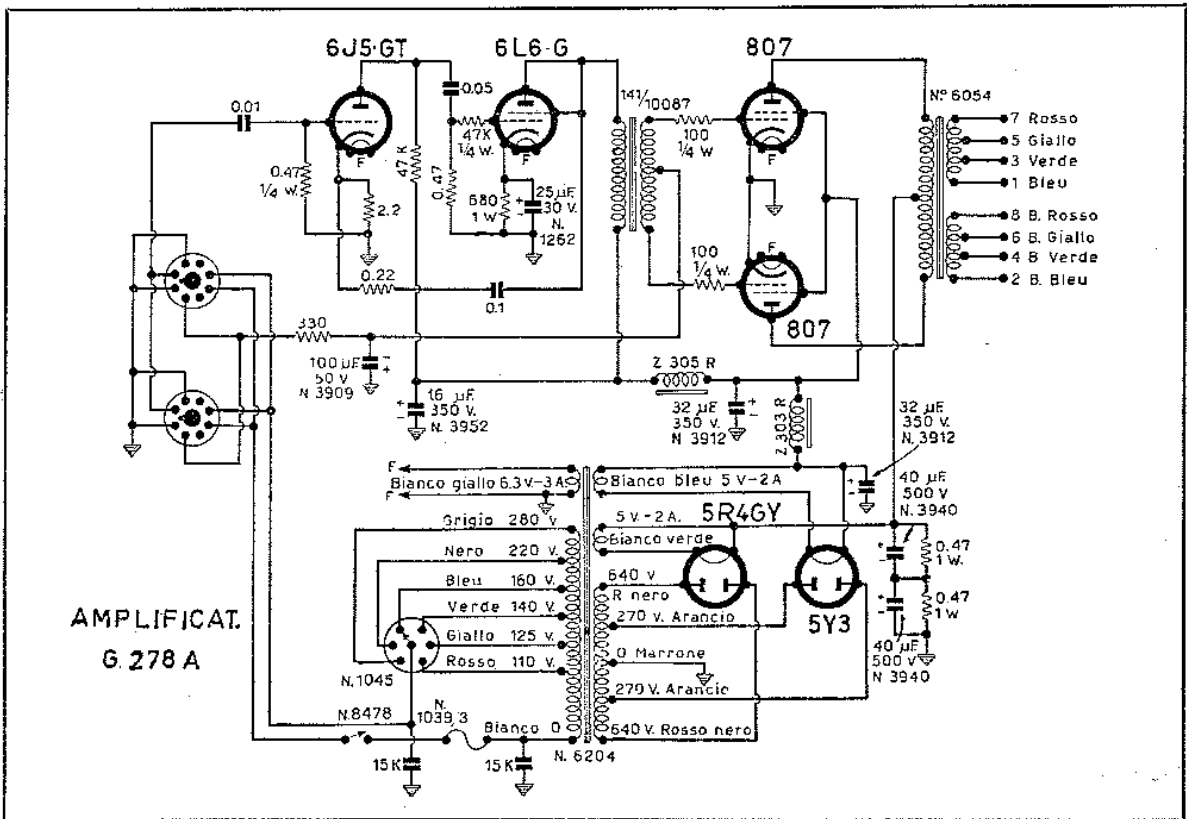 6J5·GT
6L6-G
807
0.01
0.05
141/10087
Nº 6054
7 Rosso
5 Giallo
3 Verde
1 Bleu
0.47
1/4 W.
47 K
47K
1/4 W.
100
1/4 W
F
F
0.47
2.2
680
1 W
25 µF
30 V.
N.
1262
8 B. Rosso
6 B. Giallo
4 B Verde
2 B. Bleu
100
1/4 W.
F
0.22
0.1
807
330
100 µF
50 V
N 3909
Z 305 R
16 µF.
350 V.
N. 3952
32 µF
350 V.
N 3912
Z 303 R
32 µF
350 V.
N. 3912
F
Bianco giallo 6.3 V-3 A
F
Bianco bleu 5 V-2 A
40 µF.
500 V
N. 3940
Grigio 280 V
5 V.-2 A.
Bianco verde
5R4GY
Nero 220 V.
0.47
1 W.
Bleu 160 V.
640 V
R nero
Verde 140 V.
270 V. Arancio
5Y3
0.47
1 W
AMPLIFICAT.
G. 278 A
Giallo 125 V.
Rosso 110 V.
0 Marrone
40 µF
500 V
N 3940
N. 1045
270 V. Arancio
N. 8478
N.
1039/3
Bianco 0
640 V. Rosso nero
15 K
15 K
N. 6204